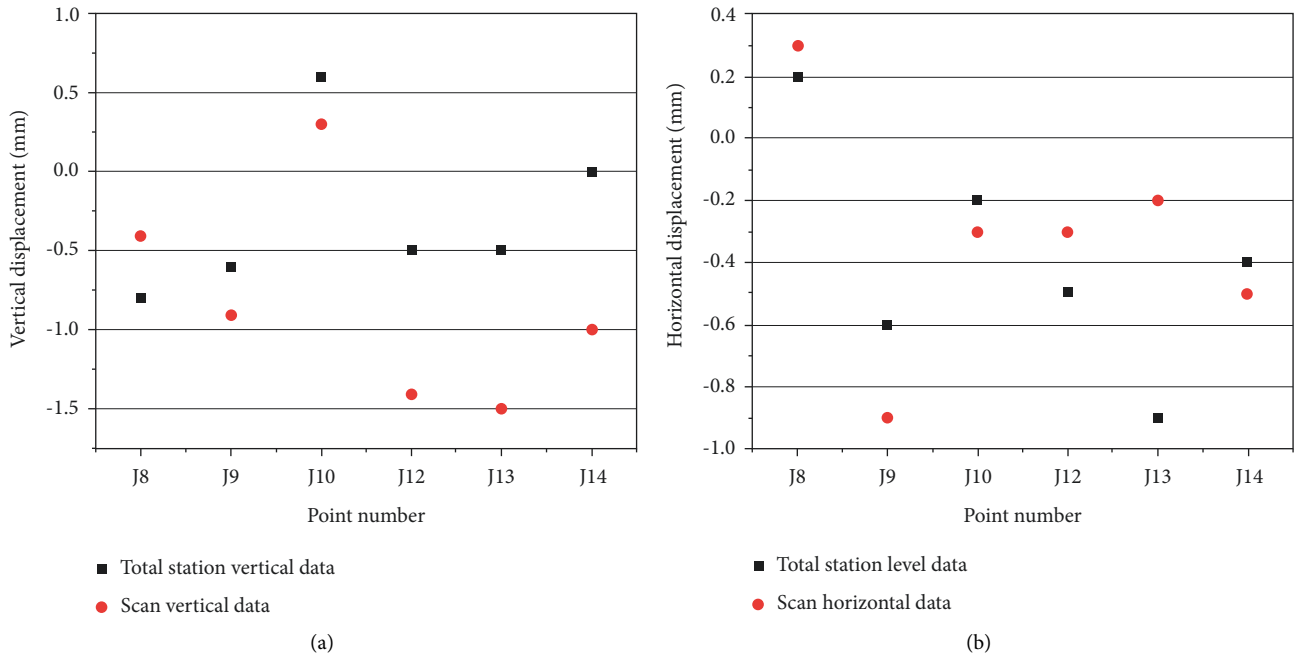 1.0
0.5
0.0
-0.5
-1.0
-1.5
Vertical displacement (mm)
J8 J9 J10 J12 J13 J14
Point number
Total station vertical data
Scan vertical data
(a)
0.4
0.2
0.0
-0.2
-0.4
-0.6
-0.8
-1.0
Horizontal displacement (mm)
J8 J9 J10 J12 J13 J14
Point number
Total station level data
Scan horizontal data
(b)